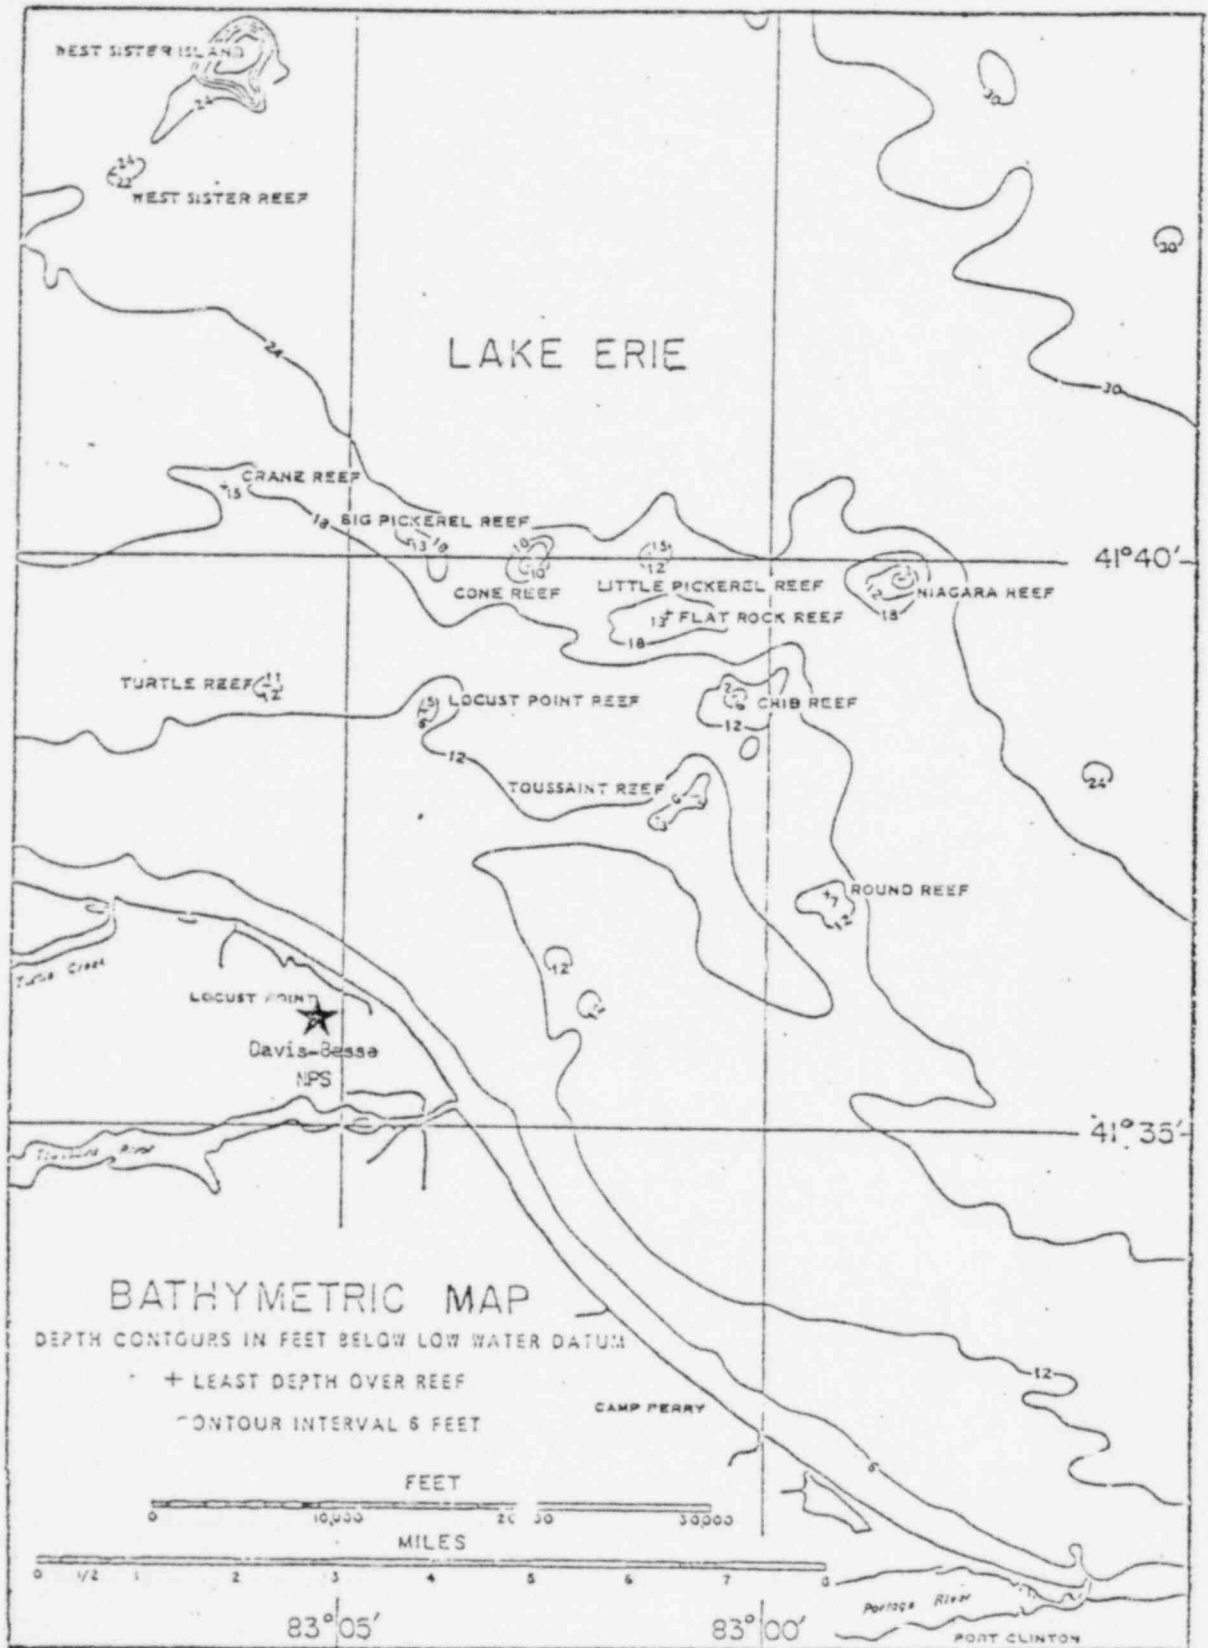 WEST SISTER ISLAND
24
30
24
22
WEST SISTER REEF
30
LAKE ERIE
24
30
CRANE REEF
+15
18
BIG PICKEREL REEF
13
18
10
15
41°40'
10
12
CONE REEF
LITTLE PICKEREL REEF
12
NIAGARA REEF
18
13+ FLAT ROCK REEF
18
TURTLE REEF
11
12
5
LOCUST POINT REEF
6
2
CRIB REEF
12
12
TOUSSAINT REEF
24
ROUND REEF
+7
12
12
Turtle Creek
LOCUST POINT
Davis-Besse
NPS
41°35'
River
BATHYMETRIC MAP
DEPTH CONTOURS IN FEET BELOW LOW WATER DATUM
+ LEAST DEPTH OVER REEF
CONTOUR INTERVAL 6 FEET
12
CAMP PERRY
6
FEET
0 10,000 30,000
MILES
0 1/2 1 2 3 4 5 6 7 8
Portage River
83°05'
83°00'
PORT CLINTON